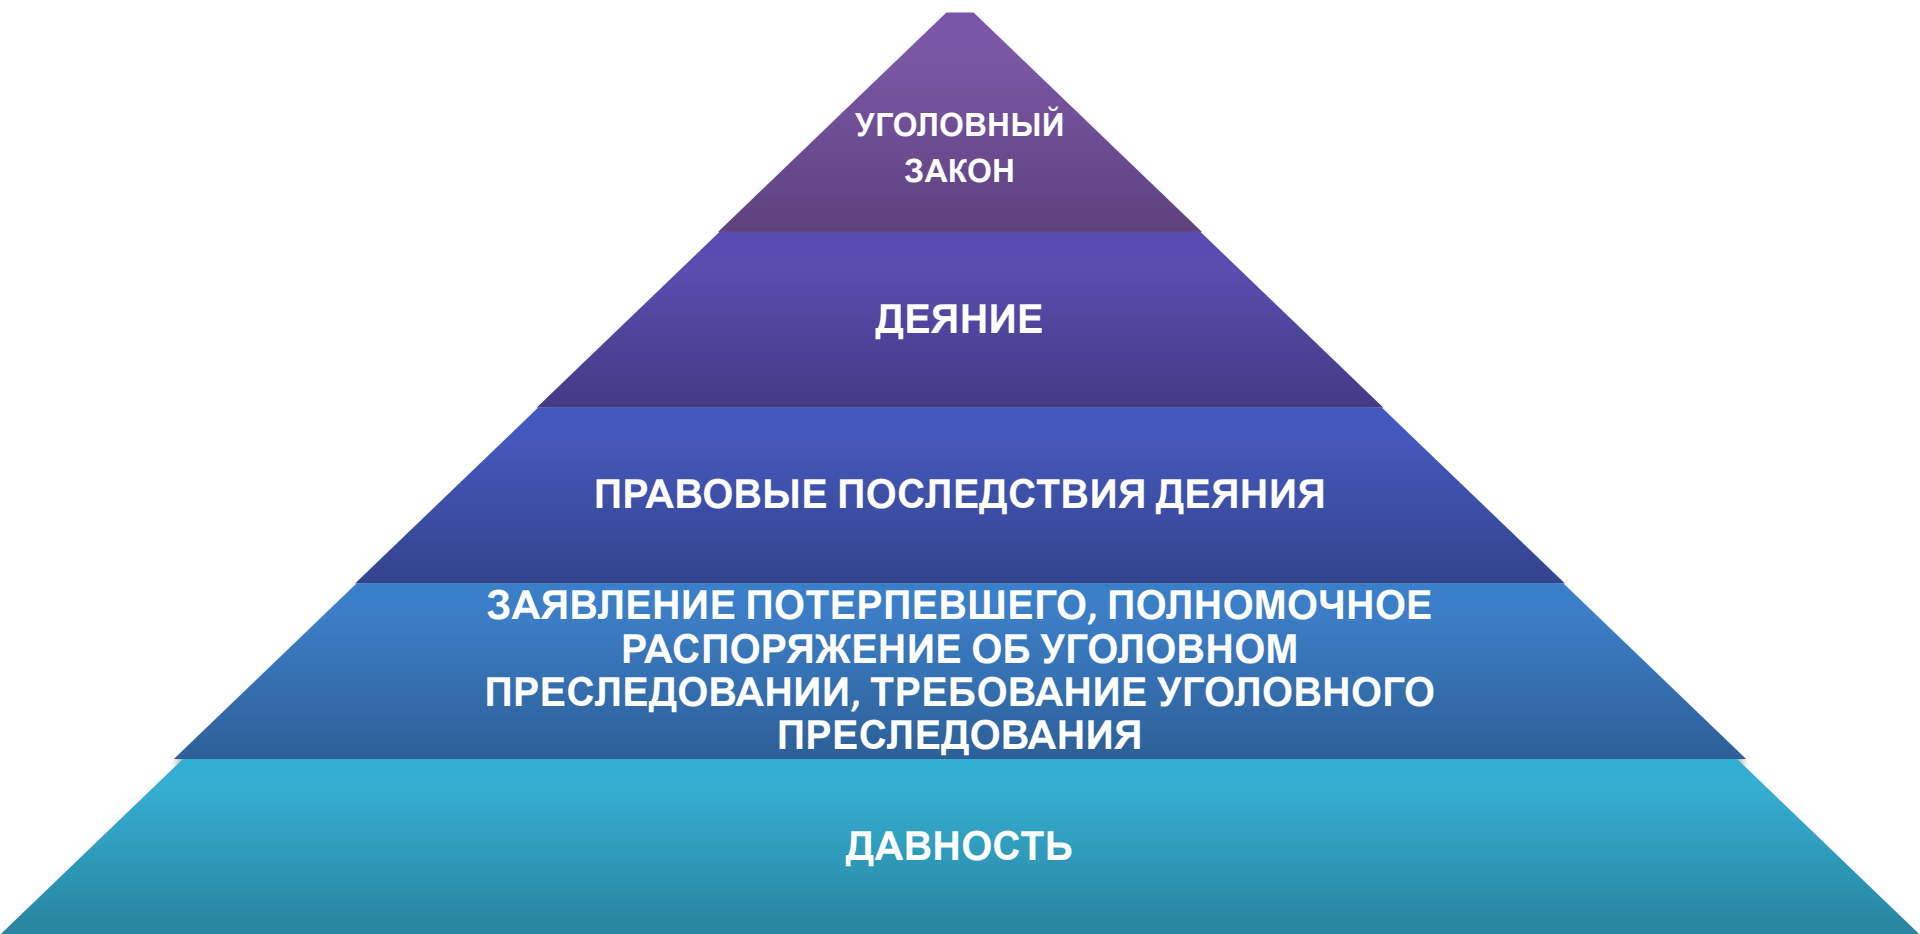 УГОЛОВНЫЙ
ЗАКОН
ДЕЯНИЕ
ПРАВОВЫЕ ПОСЛЕДСТВИЯ ДЕЯНИЯ
ЗАЯВЛЕНИЕ ПОТЕРПЕВШЕГО, ПОЛНОМОЧНОЕ
РАСПОРЯЖЕНИЕ ОБ УГОЛОВНОМ
ПРЕСЛЕДОВАНИИ, ТРЕБОВАНИЕ УГОЛОВНОГО
ПРЕСЛЕДОВАНИЯ
ДАВНОСТЬ